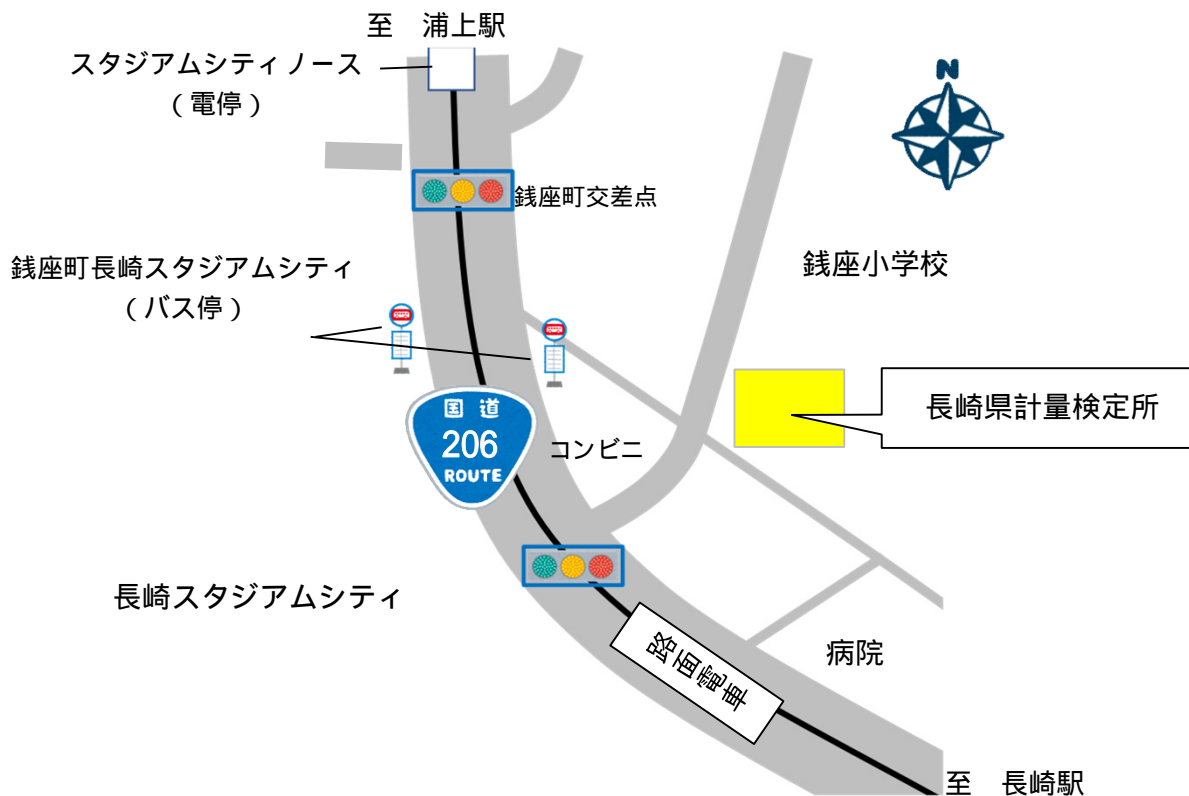 至　浦上駅
スタジアムシティノース
（電停）
N
銭座町交差点
銭座町長崎スタジアムシティ
（バス停）
銭座小学校
国道
206
ROUTE
コンビニ
長崎県計量検定所
長崎スタジアムシティ
路面電車
病院
至　長崎駅